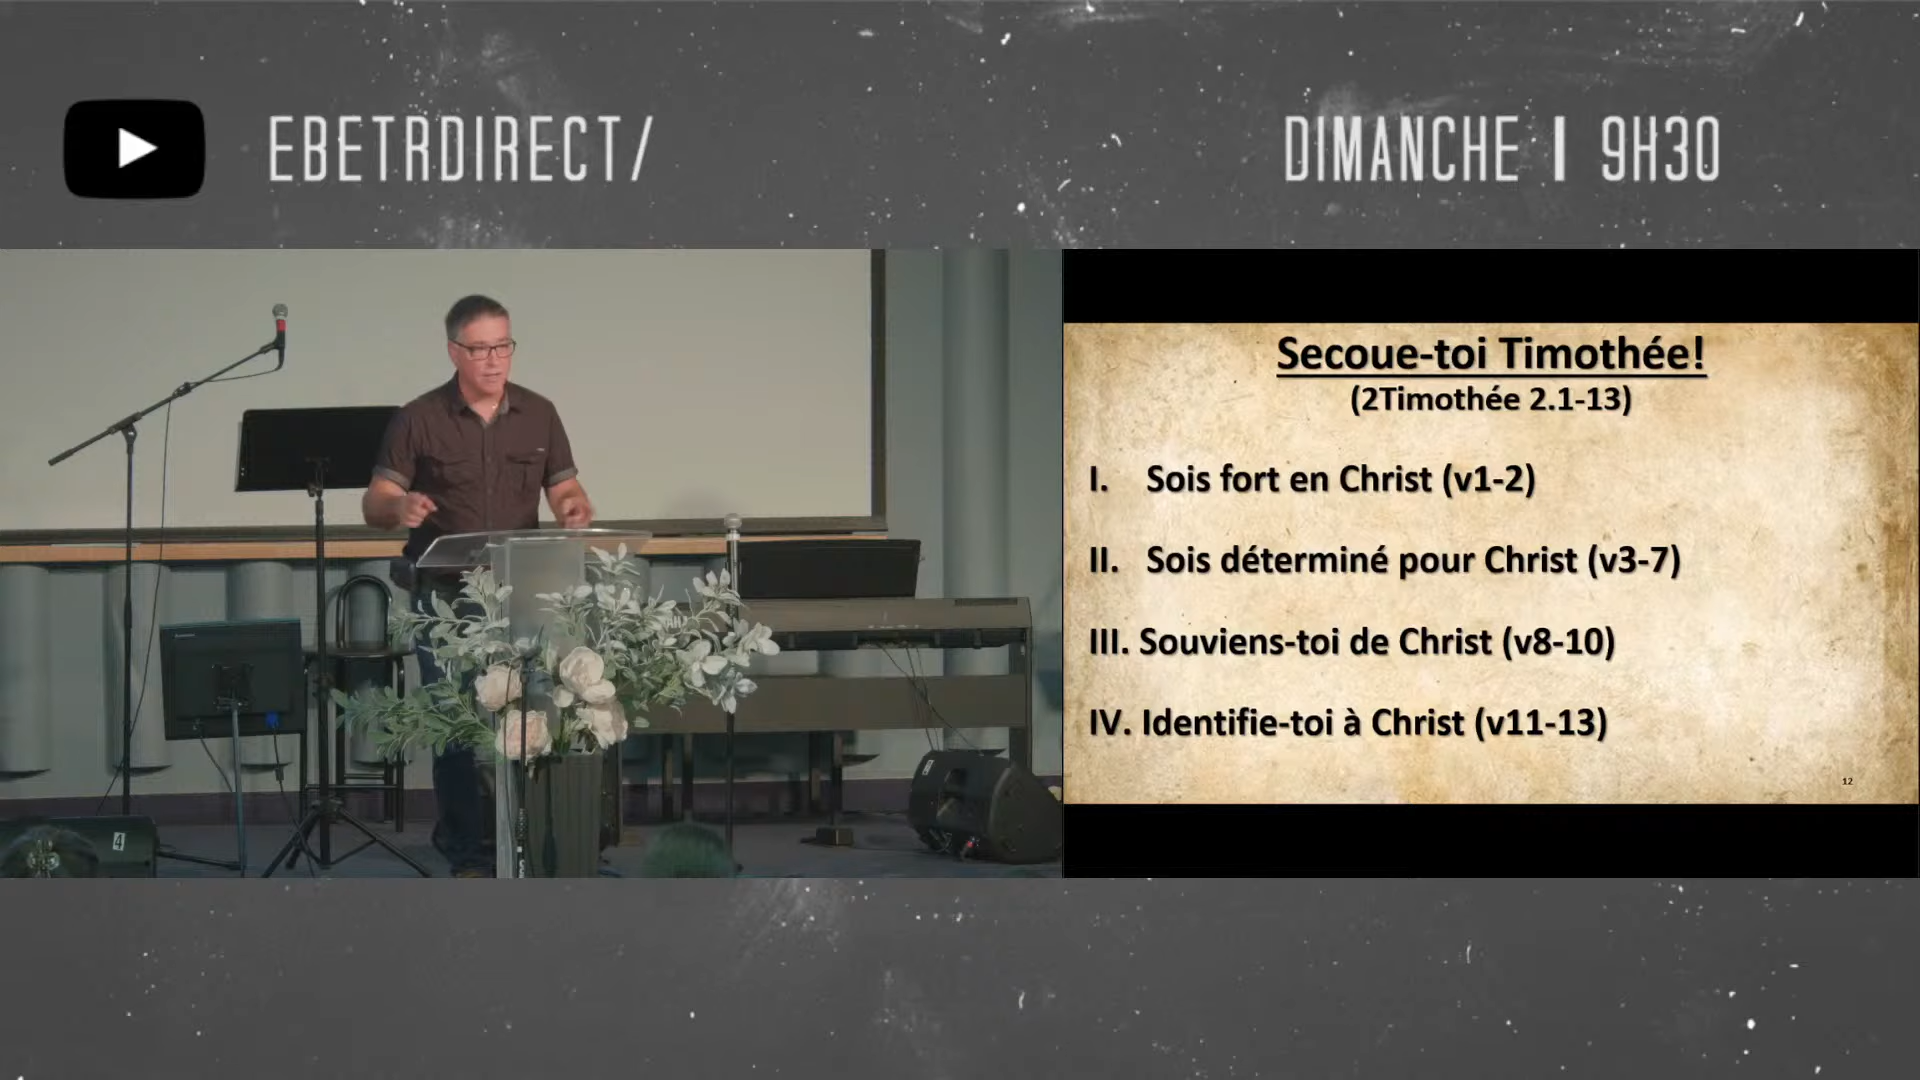 EBETRDIRECT/
DIMANCHE | 9H30
Secoue-toi Timothée!
(2Timothée 2.1-13)
I. Sois fort en Christ (v1-2)
II. Sois déterminé pour Christ (v3-7)
III. Souviens-toi de Christ (v8-10)
IV. Identifie-toi à Christ (v11-13)
12
4